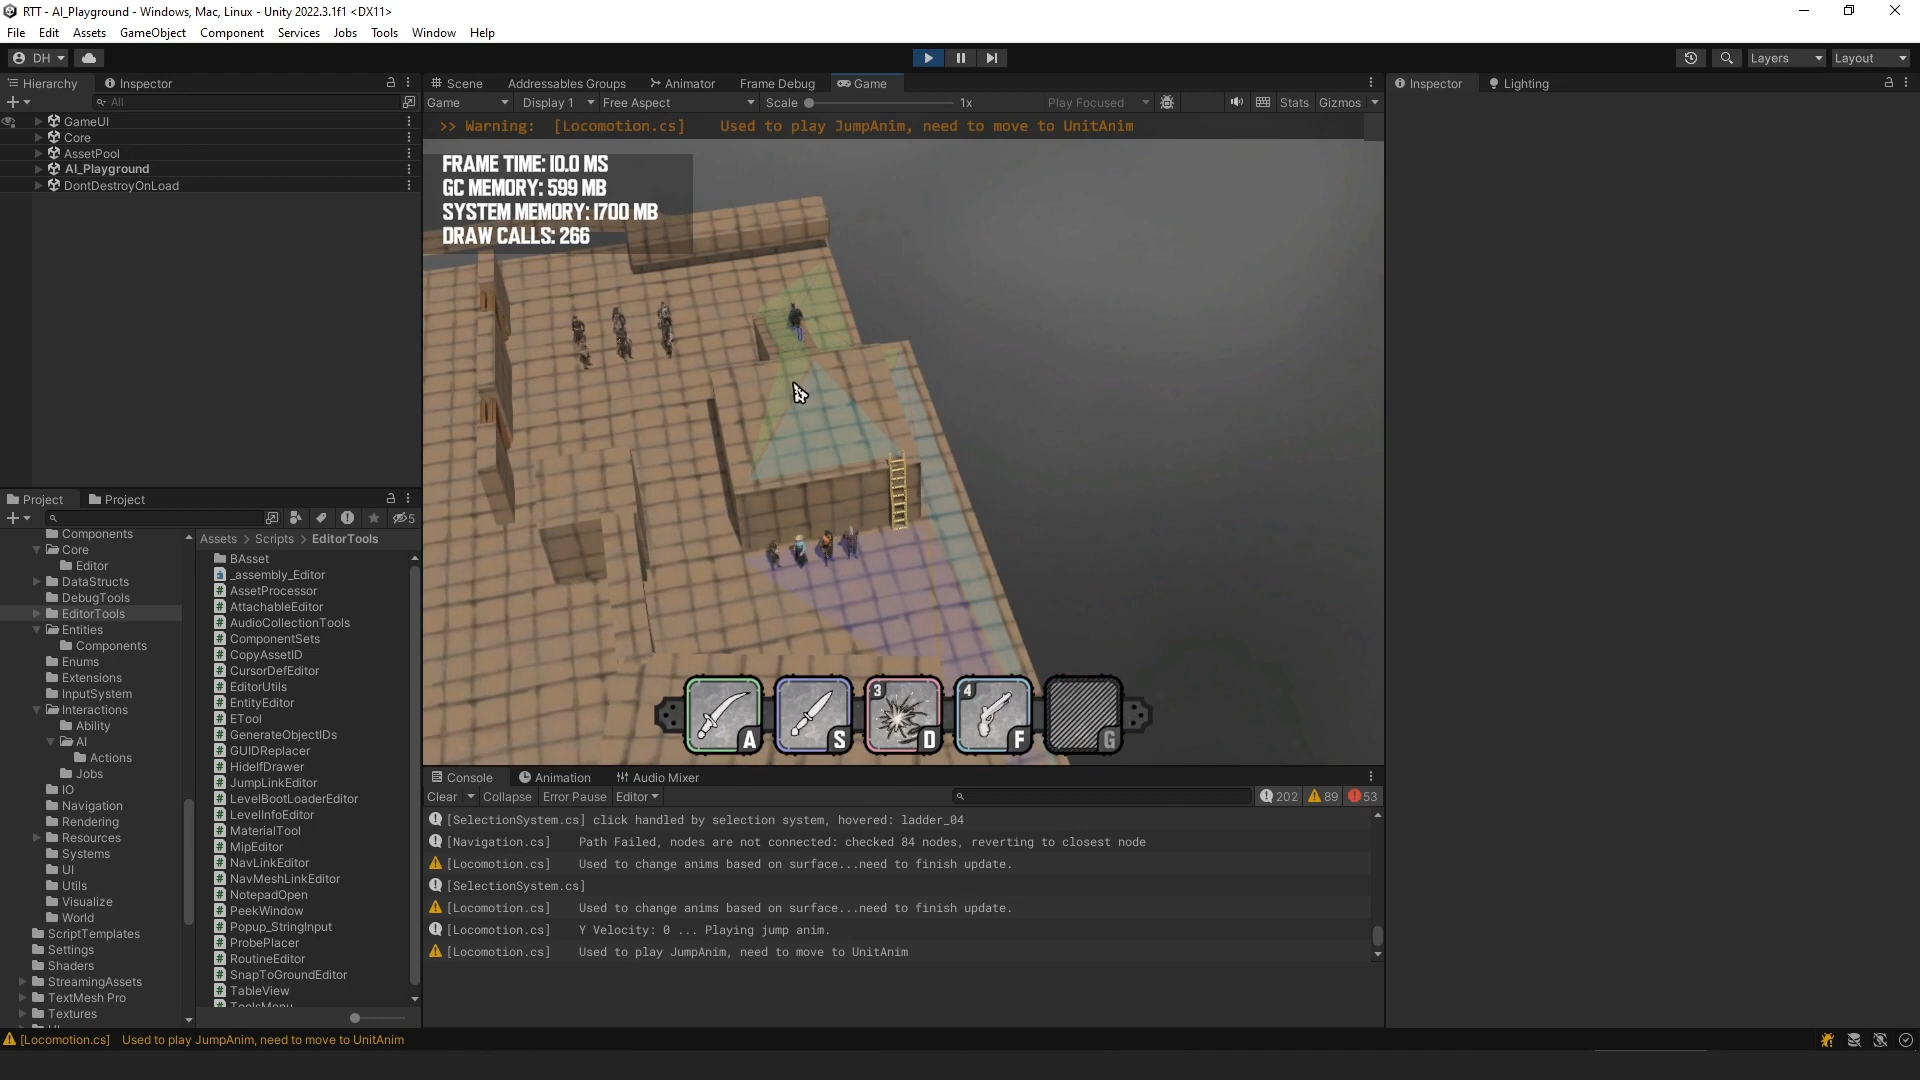 RTT - AI_Playground - Windows, Mac, Linux - Unity 2022.3.1f1 <DX11>
File Edit Assets GameObject Component Services Jobs Tools Window Help
DH Layers Layout
Hierarchy Inspector
All
GameUI
Core
AssetPool
AI_Playground
DontDestroyOnLoad
Scene Addressables Groups Animator Frame Debug Game
Game Display 1 Free Aspect Scale 1x Play Focused Stats Gizmos
>> Warning: [Locomotion.cs] Used to play JumpAnim, need to move to UnitAnim
FRAME TIME: 10.0 MS
GC MEMORY: 599 MB
SYSTEM MEMORY: 1700 MB
DRAW CALLS: 266
A S 3 D 4 F G
Inspector Lighting
Project Project
5
Components
Core
Editor
DataStructs
DebugTools
EditorTools
Entities
Components
Enums
Extensions
InputSystem
Interactions
Ability
AI
Actions
Jobs
IO
Navigation
Rendering
Resources
Systems
UI
Utils
Visualize
World
ScriptTemplates
Settings
Shaders
StreamingAssets
TextMesh Pro
Textures
Assets > Scripts > EditorTools
BAsset
_assembly_Editor
AssetProcessor
AttachableEditor
AudioCollectionTools
ComponentSets
CopyAssetID
CursorDefEditor
EditorUtils
EntityEditor
ETool
GenerateObjectIDs
GUIDReplacer
HideIfDrawer
JumpLinkEditor
LevelBootLoaderEditor
LevelInfoEditor
MaterialTool
MipEditor
NavLinkEditor
NavMeshLinkEditor
NotepadOpen
PeekWindow
Popup_StringInput
ProbePlacer
RoutineEditor
SnapToGroundEditor
TableView
ToolsMenu
Console Animation Audio Mixer
Clear Collapse Error Pause Editor 202 89 53
[SelectionSystem.cs] click handled by selection system, hovered: ladder_04
[Navigation.cs] Path Failed, nodes are not connected: checked 84 nodes, reverting to closest node
[Locomotion.cs] Used to change anims based on surface...need to finish update.
[SelectionSystem.cs]
[Locomotion.cs] Used to change anims based on surface...need to finish update.
[Locomotion.cs] Y Velocity: 0 ... Playing jump anim.
[Locomotion.cs] Used to play JumpAnim, need to move to UnitAnim
[Locomotion.cs] Used to play JumpAnim, need to move to UnitAnim